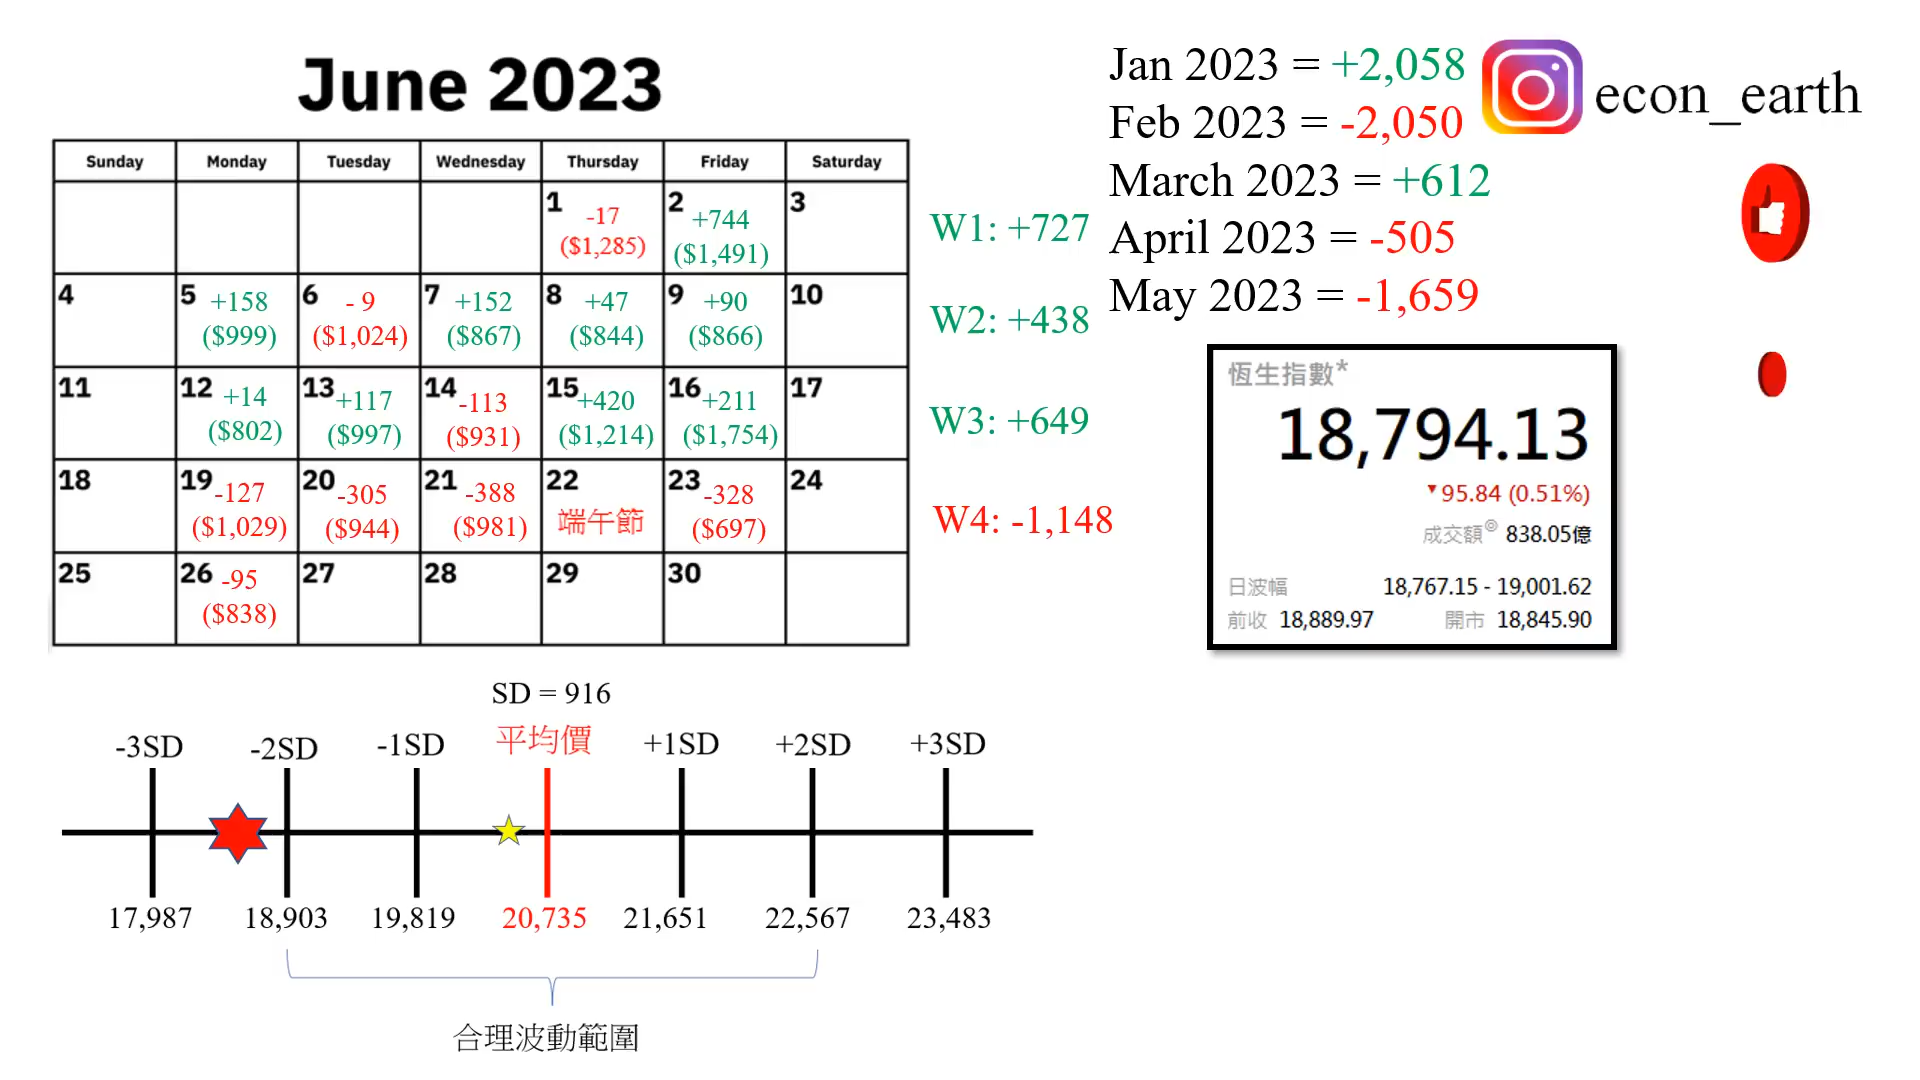 June 2023
Sunday Monday Tuesday Wednesday Thursday Friday Saturday
1 -17 ($1,285)
2 +744 ($1,491)
3
W1: +727
4
5 +158 ($999)
6 - 9 ($1,024)
7 +152 ($867)
8 +47 ($844)
9 +90 ($866)
10
W2: +438
11
12 +14 ($802)
13 +117 ($997)
14 -113 ($931)
15 +420 ($1,214)
16 +211 ($1,754)
17
W3: +649
18
19 -127 ($1,029)
20 -305 ($944)
21 -388 ($981)
22 端午節
23 -328 ($697)
24
W4: -1,148
25
26 -95 ($838)
27
28
29
30
Jan 2023 = +2,058
Feb 2023 = -2,050
March 2023 = +612
April 2023 = -505
May 2023 = -1,659
econ_earth
恆生指數*
18,794.13
▼95.84 (0.51%)
成交額◎ 838.05億
日波幅 18,767.15 - 19,001.62
前收 18,889.97 開市 18,845.90
SD = 916
-3SD -2SD -1SD 平均價 +1SD +2SD +3SD
17,987 18,903 19,819 20,735 21,651 22,567 23,483
合理波動範圍